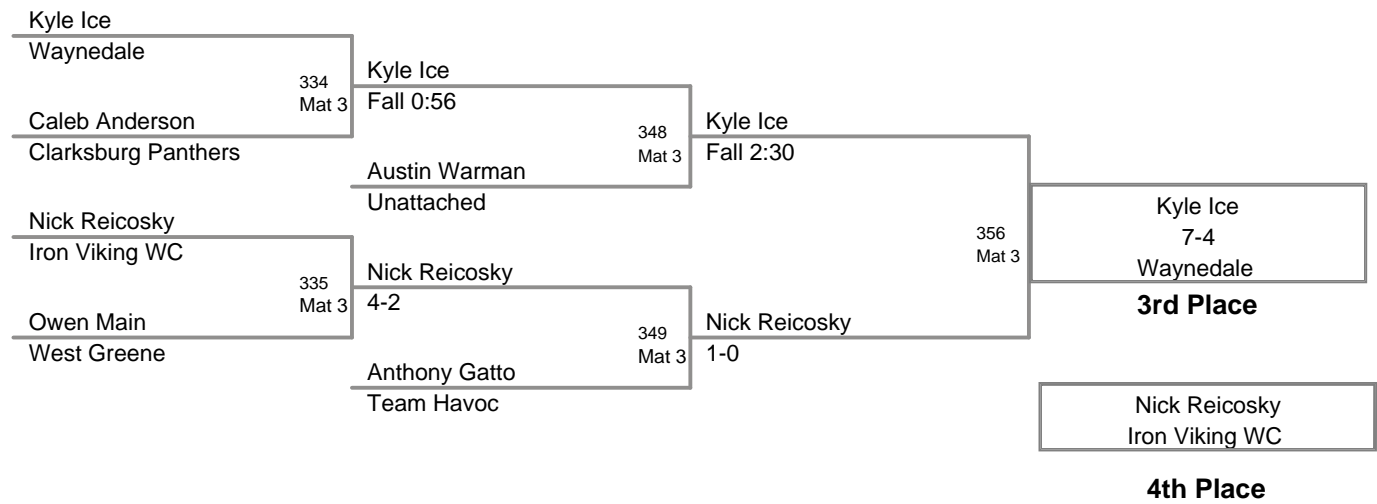 Kyle Ice
Waynedale
334
Mat 3
Caleb Anderson
Clarksburg Panthers
Nick Reicosky
Iron Viking WC
335
Mat 3
Owen Main
West Greene
Kyle Ice
Fall 0:56
348
Mat 3
Austin Warman
Unattached
Nick Reicosky
4-2
349
Mat 3
Anthony Gatto
Team Havoc
Kyle Ice
Fall 2:30
356
Mat 3
Nick Reicosky
1-0
Kyle Ice
7-4
Waynedale
3rd Place
Nick Reicosky
Iron Viking WC
4th Place